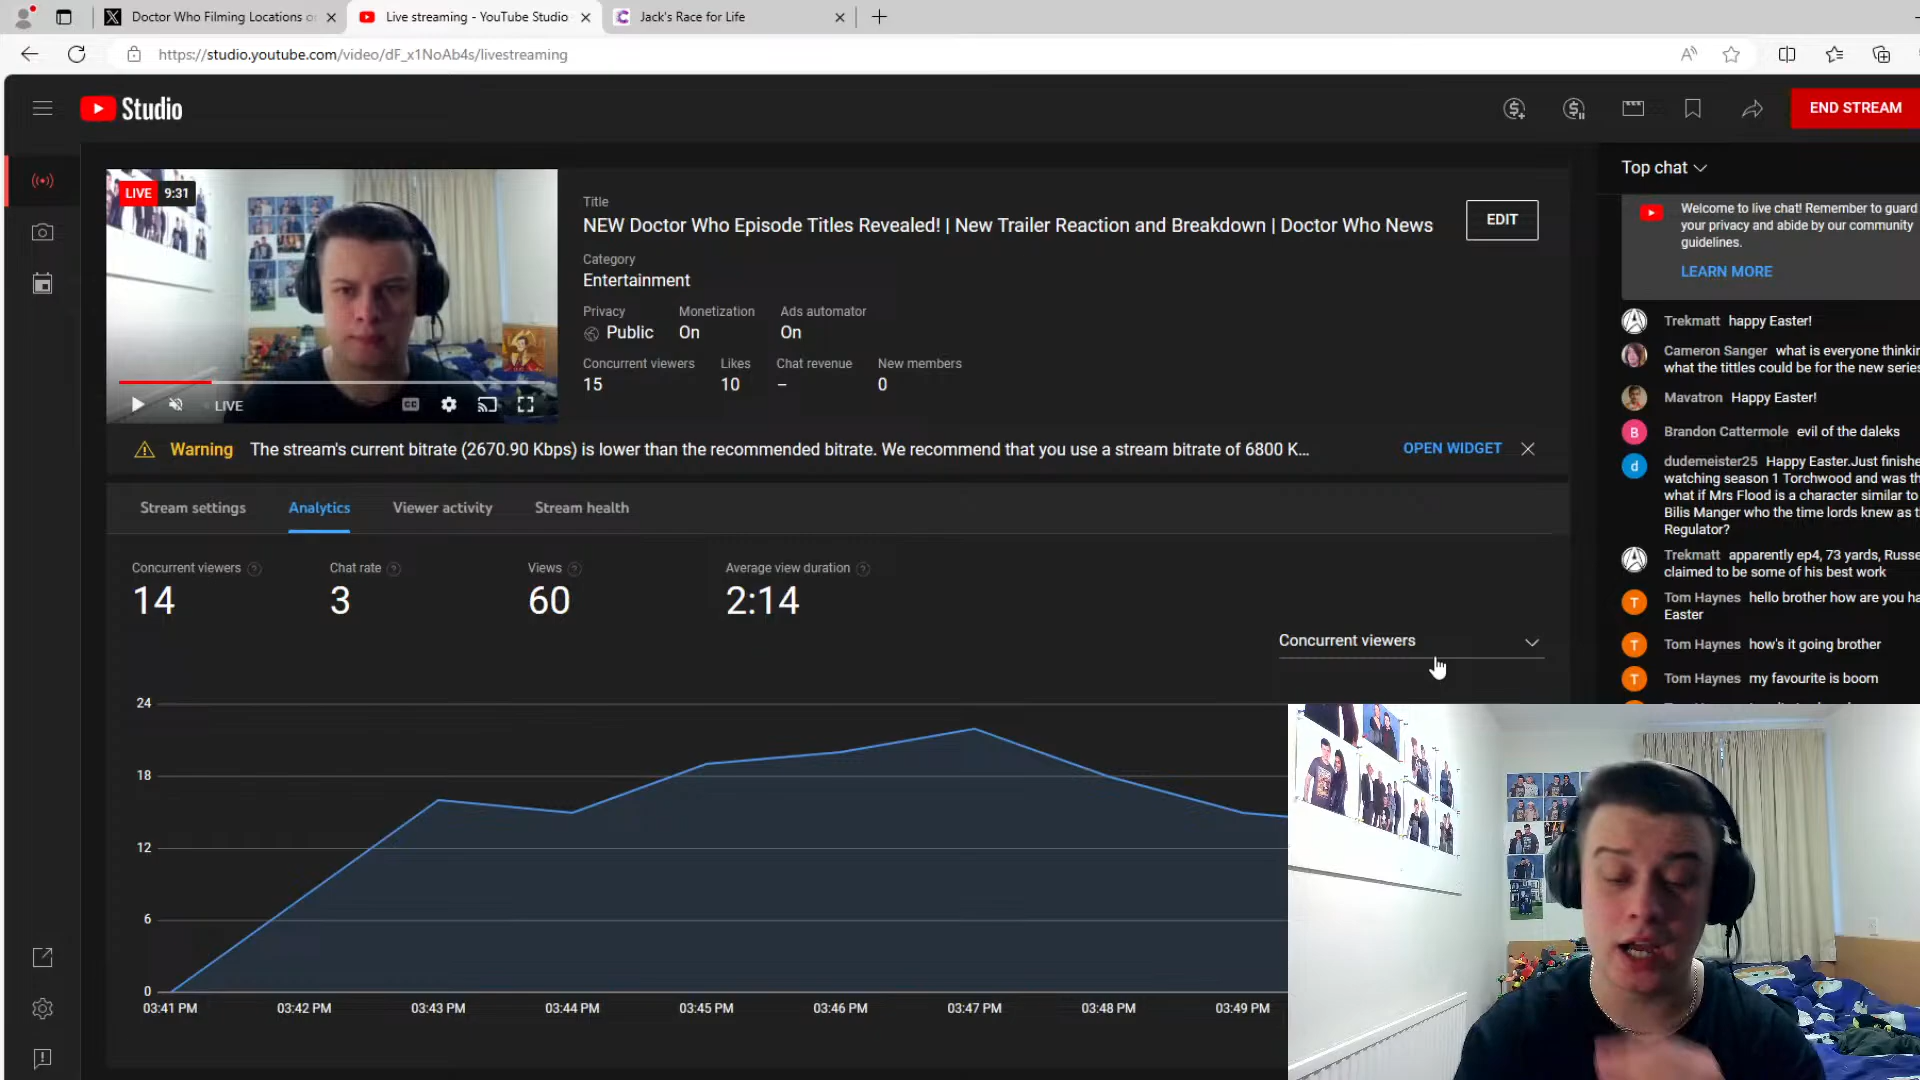 Doctor Who Filming Locations o
Live streaming - YouTube Studio
Jack's Race for Life
https://studio.youtube.com/video/dF_x1NoAb4s/livestreaming
Studio
END STREAM
LIVE 9:31
LIVE
Title
NEW Doctor Who Episode Titles Revealed! | New Trailer Reaction and Breakdown | Doctor Who News
EDIT
Category
Entertainment
Privacy Monetization Ads automator
Public On On
Concurrent viewers Likes Chat revenue New members
15 10 – 0
Warning The stream's current bitrate (2670.90 Kbps) is lower than the recommended bitrate. We recommend that you use a stream bitrate of 6800 K...
OPEN WIDGET
Stream settings Analytics Viewer activity Stream health
Concurrent viewers Chat rate Views Average view duration
14 3 60 2:14
Concurrent viewers
24
18
12
6
0
03:41 PM 03:42 PM 03:43 PM 03:44 PM 03:45 PM 03:46 PM 03:47 PM 03:48 PM 03:49 PM
Top chat
Welcome to live chat! Remember to guard
your privacy and abide by our community
guidelines.
LEARN MORE
Trekmatt happy Easter!
Cameron Sanger what is everyone thinki
what the tittles could be for the new series
Mavatron Happy Easter!
Brandon Cattermole evil of the daleks
dudemeister25 Happy Easter.Just finishe
watching season 1 Torchwood and was th
what if Mrs Flood is a character similar to
Bilis Manger who the time lords knew as t
Regulator?
Trekmatt apparently ep4, 73 yards, Russe
claimed to be some of his best work
Tom Haynes hello brother how are you ha
Easter
Tom Haynes how's it going brother
Tom Haynes my favourite is boom